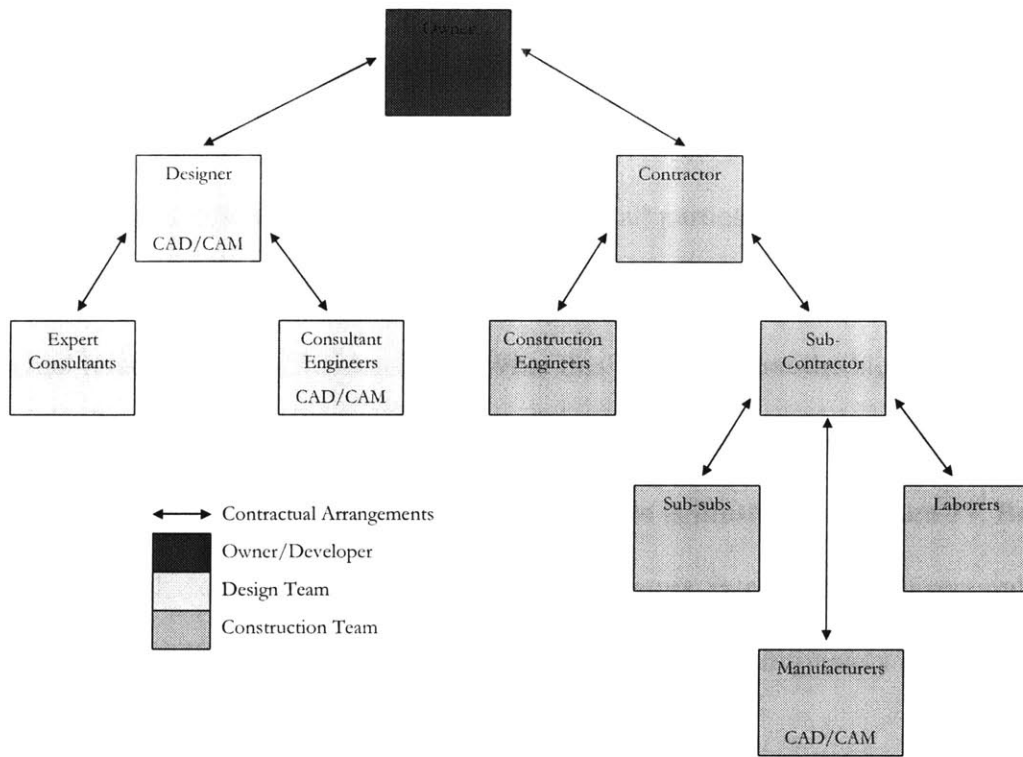 Owner
Designer
CAD/CAM
Contractor
Expert
Consultants
Consultant
Engineers
CAD/CAM
Construction
Engineers
Sub-
Contractor
Sub-subs
Laborers
Contractual Arrangements
Owner/Developer
Design Team
Construction Team
Manufacturers
CAD/CAM